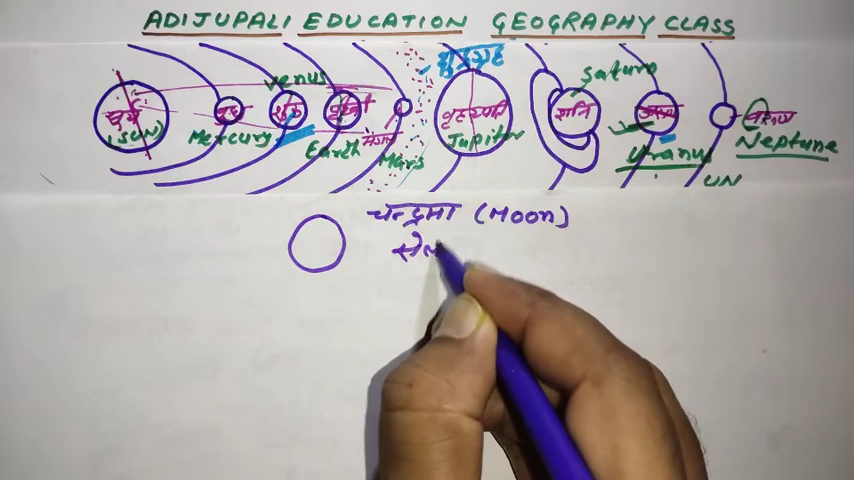 ADIJUPALI EDUCATION GEOGRAPHY CLASS
क्षुद्रग्रह
venus Saturn
सूर्य बुध शुक्र पृथ्वी मंगल बृहस्पति शनि अरुण वरुण
(SUN) Mercury Earth Mars Jupiter Uranus Neptune
UN
चन्द्रमा (Moon)
सेल